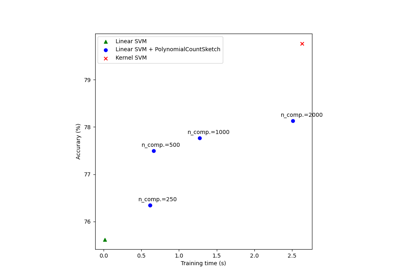 Linear SVM
Linear SVM + PolynomialCountSketch
Kernel SVM
79
n_comp.=2000
78
n_comp.=1000
n_comp.=500
77
n_comp.=250
76
Accurary (%)
0.0 0.5 1.0 1.5 2.0 2.5
Training time (s)